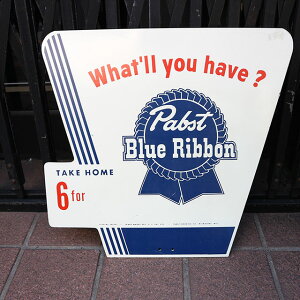 What'll you have?
Pabst
Blue Ribbon
TAKE HOME
6 for